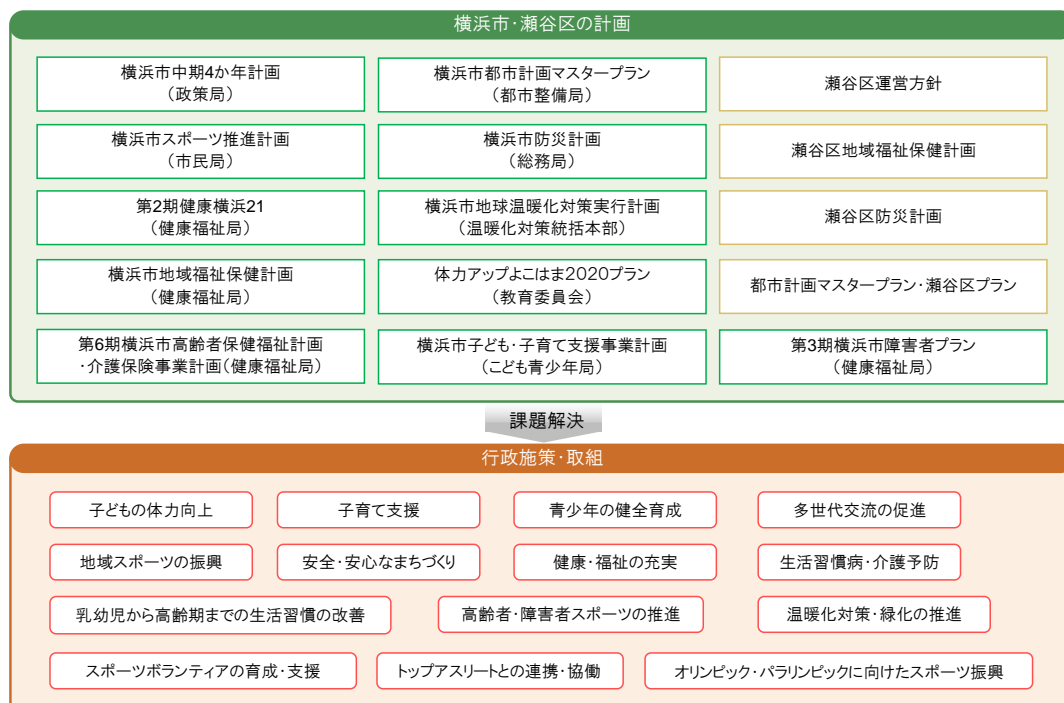 横浜市・瀬谷区の計画
横浜市中期4か年計画
（政策局）
横浜市都市計画マスタープラン
（都市整備局）
瀬谷区運営方針
横浜市スポーツ推進計画
（市民局）
横浜市防災計画
（総務局）
瀬谷区地域福祉保健計画
第2期健康横浜21
（健康福祉局）
横浜市地球温暖化対策実行計画
（温暖化対策統括本部）
瀬谷区防災計画
横浜市地域福祉保健計画
（健康福祉局）
体力アップよこはま2020プラン
（教育委員会）
都市計画マスタープラン・瀬谷区プラン
第6期横浜市高齢者保健福祉計画
・介護保険事業計画（健康福祉局）
横浜市子ども・子育て支援事業計画
（こども青少年局）
第3期横浜市障害者プラン
（健康福祉局）
課題解決
行政施策・取組
子どもの体力向上
子育て支援
青少年の健全育成
多世代交流の促進
地域スポーツの振興
安全・安心なまちづくり
健康・福祉の充実
生活習慣病・介護予防
乳幼児から高齢期までの生活習慣の改善
高齢者・障害者スポーツの推進
温暖化対策・緑化の推進
スポーツボランティアの育成・支援
トップアスリートとの連携・協働
オリンピック・パラリンピックに向けたスポーツ振興